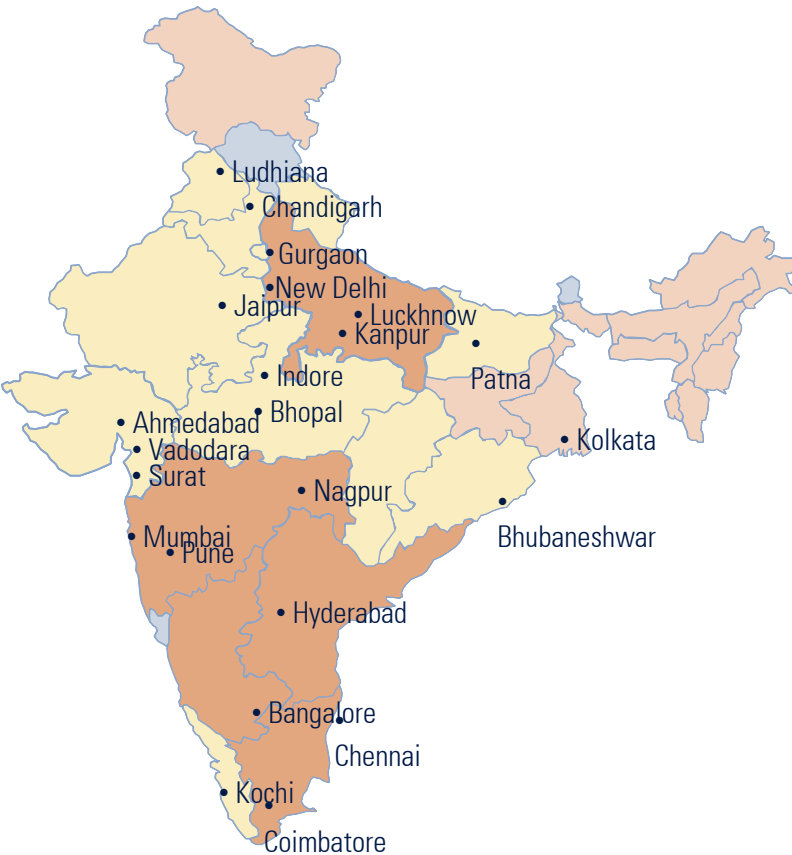 Ludhiana
Chandigarh
Gurgaon
New Delhi
Jaipur
Luckhnow
Kanpur
Patna
Indore
Bhopal
Ahmedabad
Vadodara
Surat
Kolkata
Nagpur
Mumbai
Pune
Bhubaneshwar
Hyderabad
Bangalore
Chennai
Kochi
Coimbatore